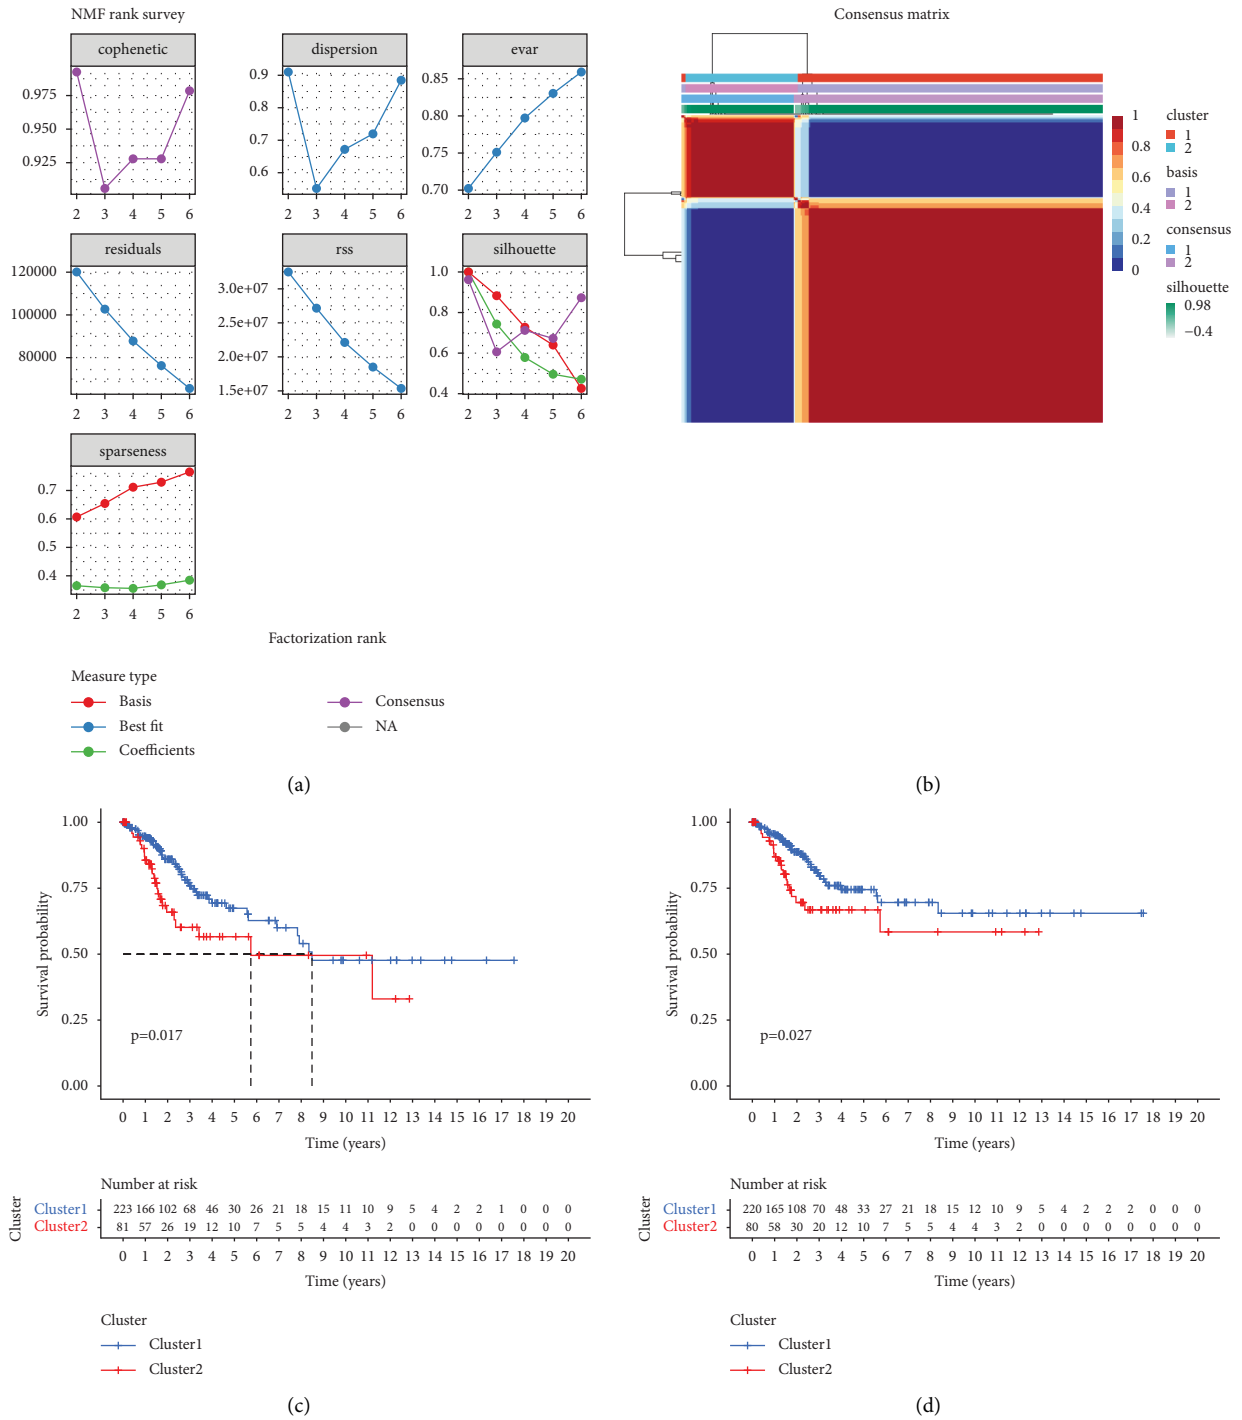 NMF rank survey
cophenetic
dispersion
evar
0.975
0.950
0.925
0.9
0.8
0.7
0.6
0.85
0.80
0.75
0.70
2 3 4 5 6
2 3 4 5 6
2 3 4 5 6
residuals
rss
silhouette
120000
100000
80000
3.0e+07
2.5e+07
2.0e+07
1.5e+07
1.0
0.8
0.6
0.4
2 3 4 5 6
2 3 4 5 6
2 3 4 5 6
sparseness
0.7
0.6
0.5
0.4
2 3 4 5 6
Factorization rank
Measure type
Basis
Best fit
Coefficients
Consensus
NA
(a)
Consensus matrix
1
0.8
0.6
0.4
0.2
0
cluster
1
2
basis
1
2
consensus
1
2
silhouette
0.98
−0.4
(b)
Survival probability
1.00
0.75
0.50
0.25
0.00
p=0.017
0 1 2 3 4 5 6 7 8 9 10 11 12 13 14 15 16 17 18 19 20
Time (years)
Number at risk
Cluster
Cluster1 223 166 102 68 46 30 26 21 18 15 11 10 9 5 4 2 2 1 0 0 0
Cluster2 81 57 26 19 12 10 7 5 5 4 4 3 2 0 0 0 0 0 0 0 0
0 1 2 3 4 5 6 7 8 9 10 11 12 13 14 15 16 17 18 19 20
Time (years)
Cluster
Cluster1
Cluster2
(c)
Survival probability
1.00
0.75
0.50
0.25
0.00
p=0.027
0 1 2 3 4 5 6 7 8 9 10 11 12 13 14 15 16 17 18 19 20
Time (years)
Number at risk
Cluster
Cluster1 220 165 108 70 48 33 27 21 18 15 12 10 9 5 4 2 2 2 0 0 0
Cluster2 80 58 30 20 12 10 7 5 5 4 4 3 2 0 0 0 0 0 0 0 0
0 1 2 3 4 5 6 7 8 9 10 11 12 13 14 15 16 17 18 19 20
Time (years)
Cluster
Cluster1
Cluster2
(d)